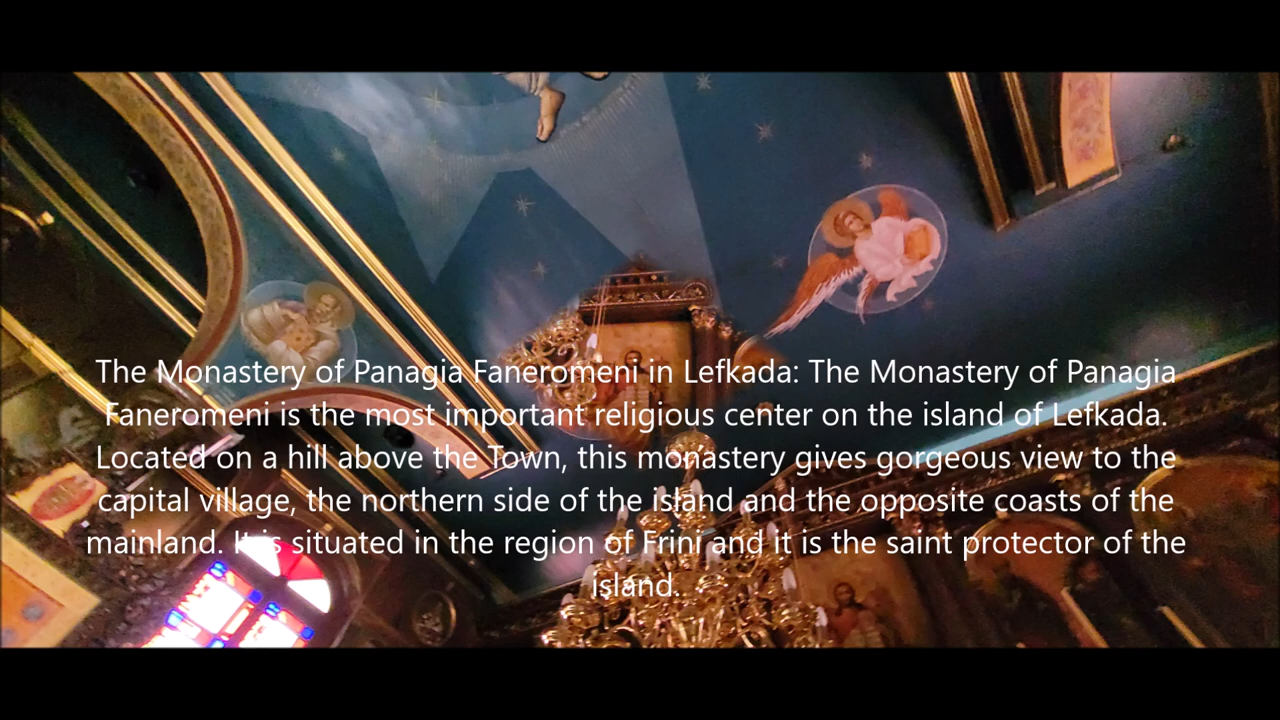 The Monastery of Panagia Faneromeni in Lefkada: The Monastery of Panagia
Faneromeni is the most important religious center on the island of Lefkada.
Located on a hill above the Town, this monastery gives gorgeous view to the
capital village, the northern side of the island and the opposite coasts of the
mainland. It is situated in the region of Frini and it is the saint protector of the
island.